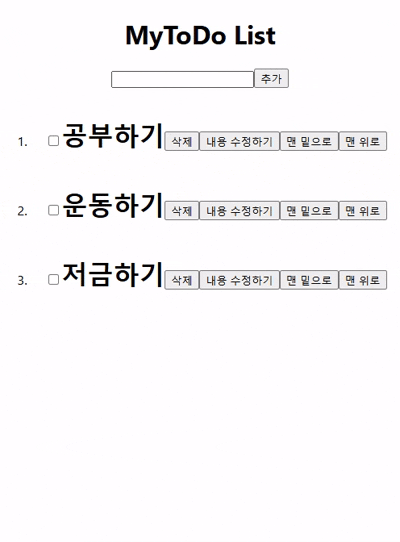 MyToDo List
추가
1. 공부하기 삭제 내용 수정하기 맨 밑으로 맨 위로
2. 운동하기 삭제 내용 수정하기 맨 밑으로 맨 위로
3. 저금하기 삭제 내용 수정하기 맨 밑으로 맨 위로